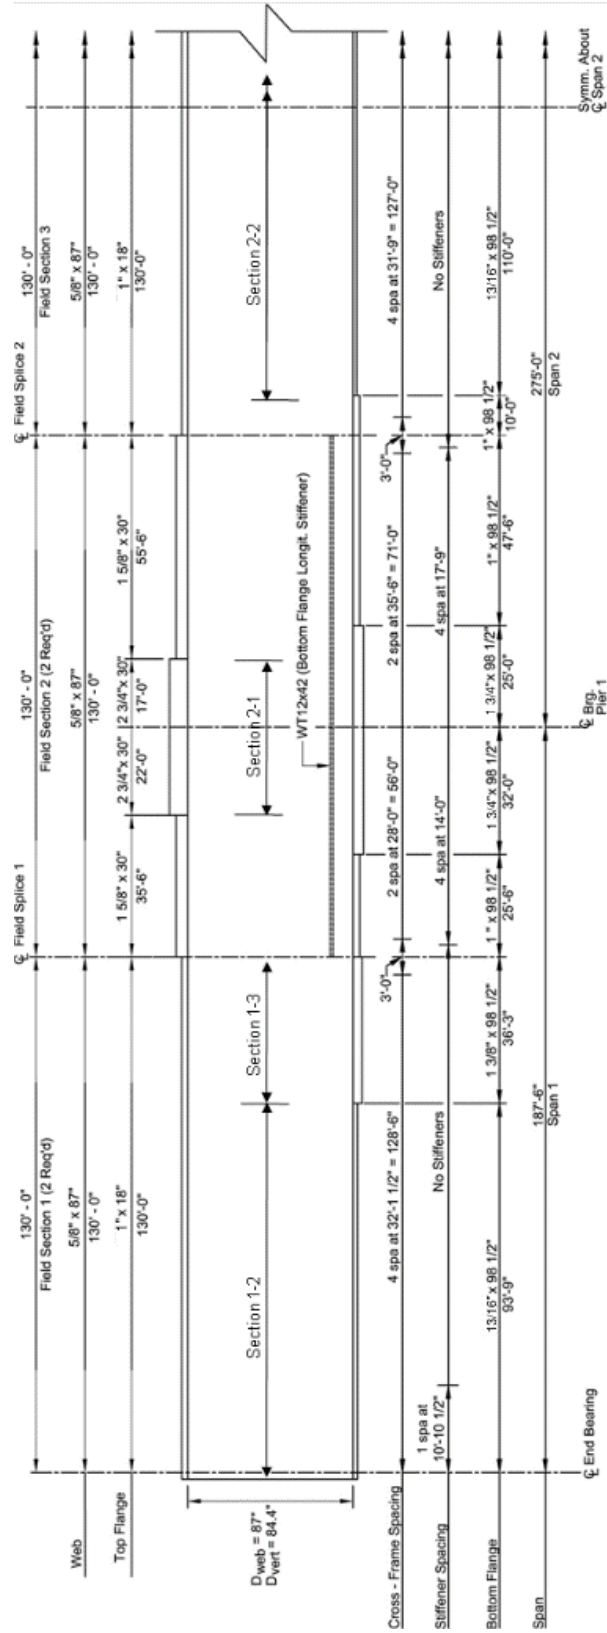 ℄ Field Splice 1
℄ Field Splice 2
130' - 0"
130' - 0"
130' - 0"
Field Section 1 (2 Req'd)
Field Section 2 (2 Req'd)
Field Section 3
Web
5/8" x 87"
130' - 0"
5/8" x 87"
130' - 0"
5/8" x 87"
130' - 0"
Top Flange
1" x 18"
130'-0"
1 5/8" x 30"
35'-6"
2 3/4" x 30"
22'-0"
2 3/4" x 30"
17'-0"
1 5/8" x 30"
55'-6"
1" x 18"
130'-0"
Dweb = 87"
Dvert = 84.4"
Section 1-2
Section 1-3
Section 2-1
Section 2-2
WT12x42 (Bottom Flange Longit. Stiffener)
Cross - Frame Spacing
4 spa at 32'-1 1/2" = 128'-6"
3'-0"
2 spa at 28'-0" = 56'-0"
2 spa at 35'-6" = 71'-0"
3'-0"
4 spa at 31'-9" = 127'-0"
Stiffener Spacing
1 spa at
10'-10 1/2"
No Stiffeners
4 spa at 14'-0"
4 spa at 17'-9"
No Stiffeners
Bottom Flange
13/16" x 98 1/2"
93'-9"
1 3/8" x 98 1/2"
36'-3"
1 " x 98 1/2"
25'-6"
1 3/4" x 98 1/2"
32'-0"
1 3/4" x 98 1/2"
25'-0"
1" x 98 1/2"
47'-6"
1" x 98 1/2"
10'-0"
13/16" x 98 1/2"
110'-0"
Span
187'-6"
Span 1
275'-0"
Span 2
℄ End Bearing
℄ Brg.
Pier 1
Symm. About
℄ Span 2